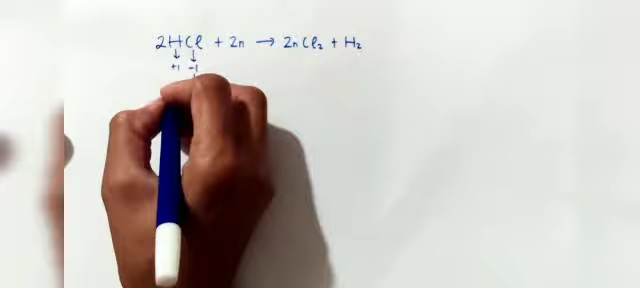 2HCl + Zn → ZnCl₂ + H₂
↓ ↓
+1 -1